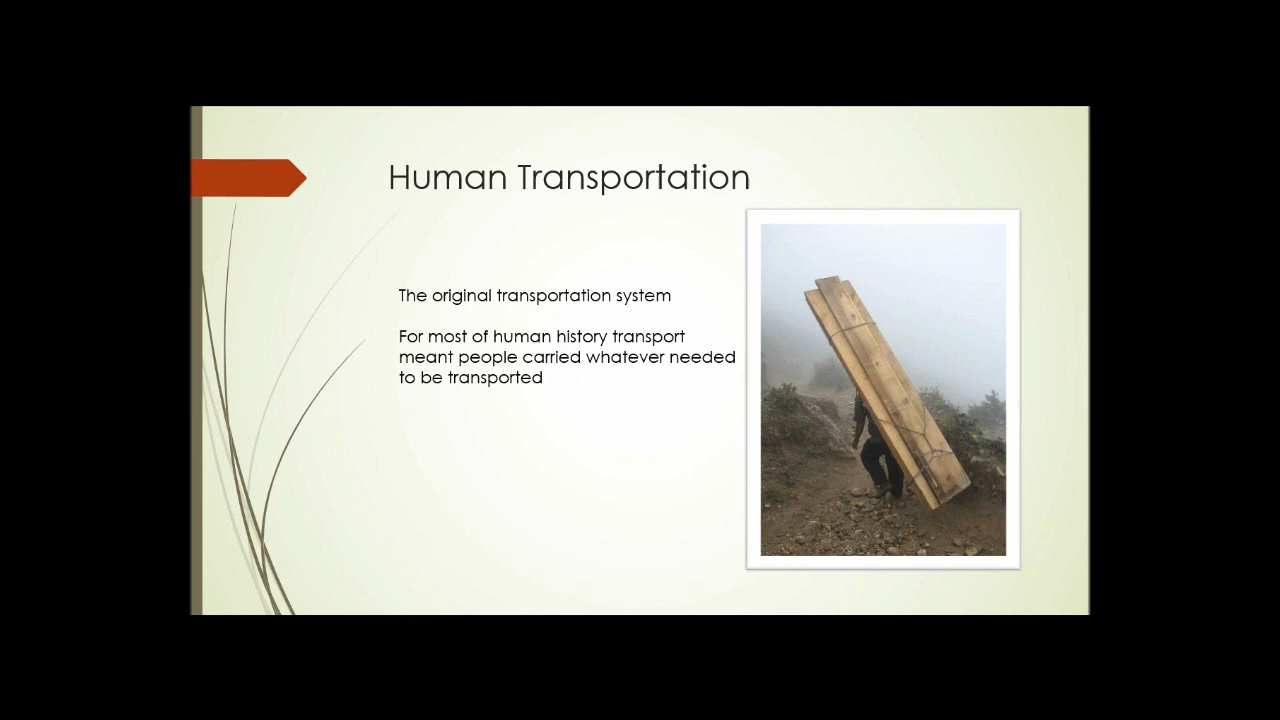 Human Transportation
The original transportation system
For most of human history transport
meant people carried whatever needed
to be transported